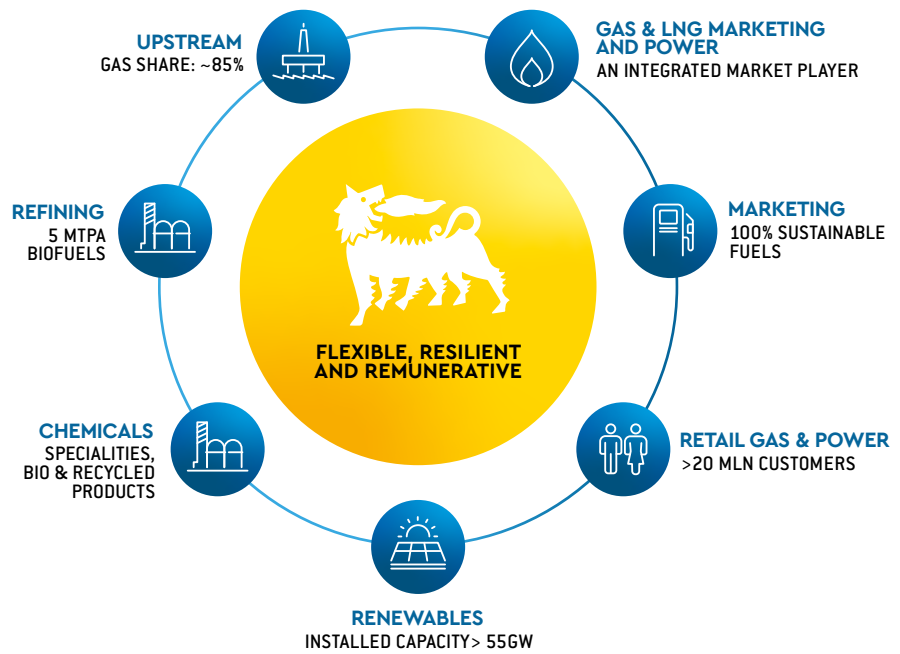 UPSTREAM
GAS SHARE: ~85%
GAS & LNG MARKETING
AND POWER
AN INTEGRATED MARKET PLAYER
REFINING
5 MTPA
BIOFUELS
MARKETING
100% SUSTAINABLE
FUELS
FLEXIBLE, RESILIENT
AND REMUNERATIVE
CHEMICALS
SPECIALITIES,
BIO & RECYCLED
PRODUCTS
RETAIL GAS & POWER
>20 MLN CUSTOMERS
RENEWABLES
INSTALLED CAPACITY> 55GW